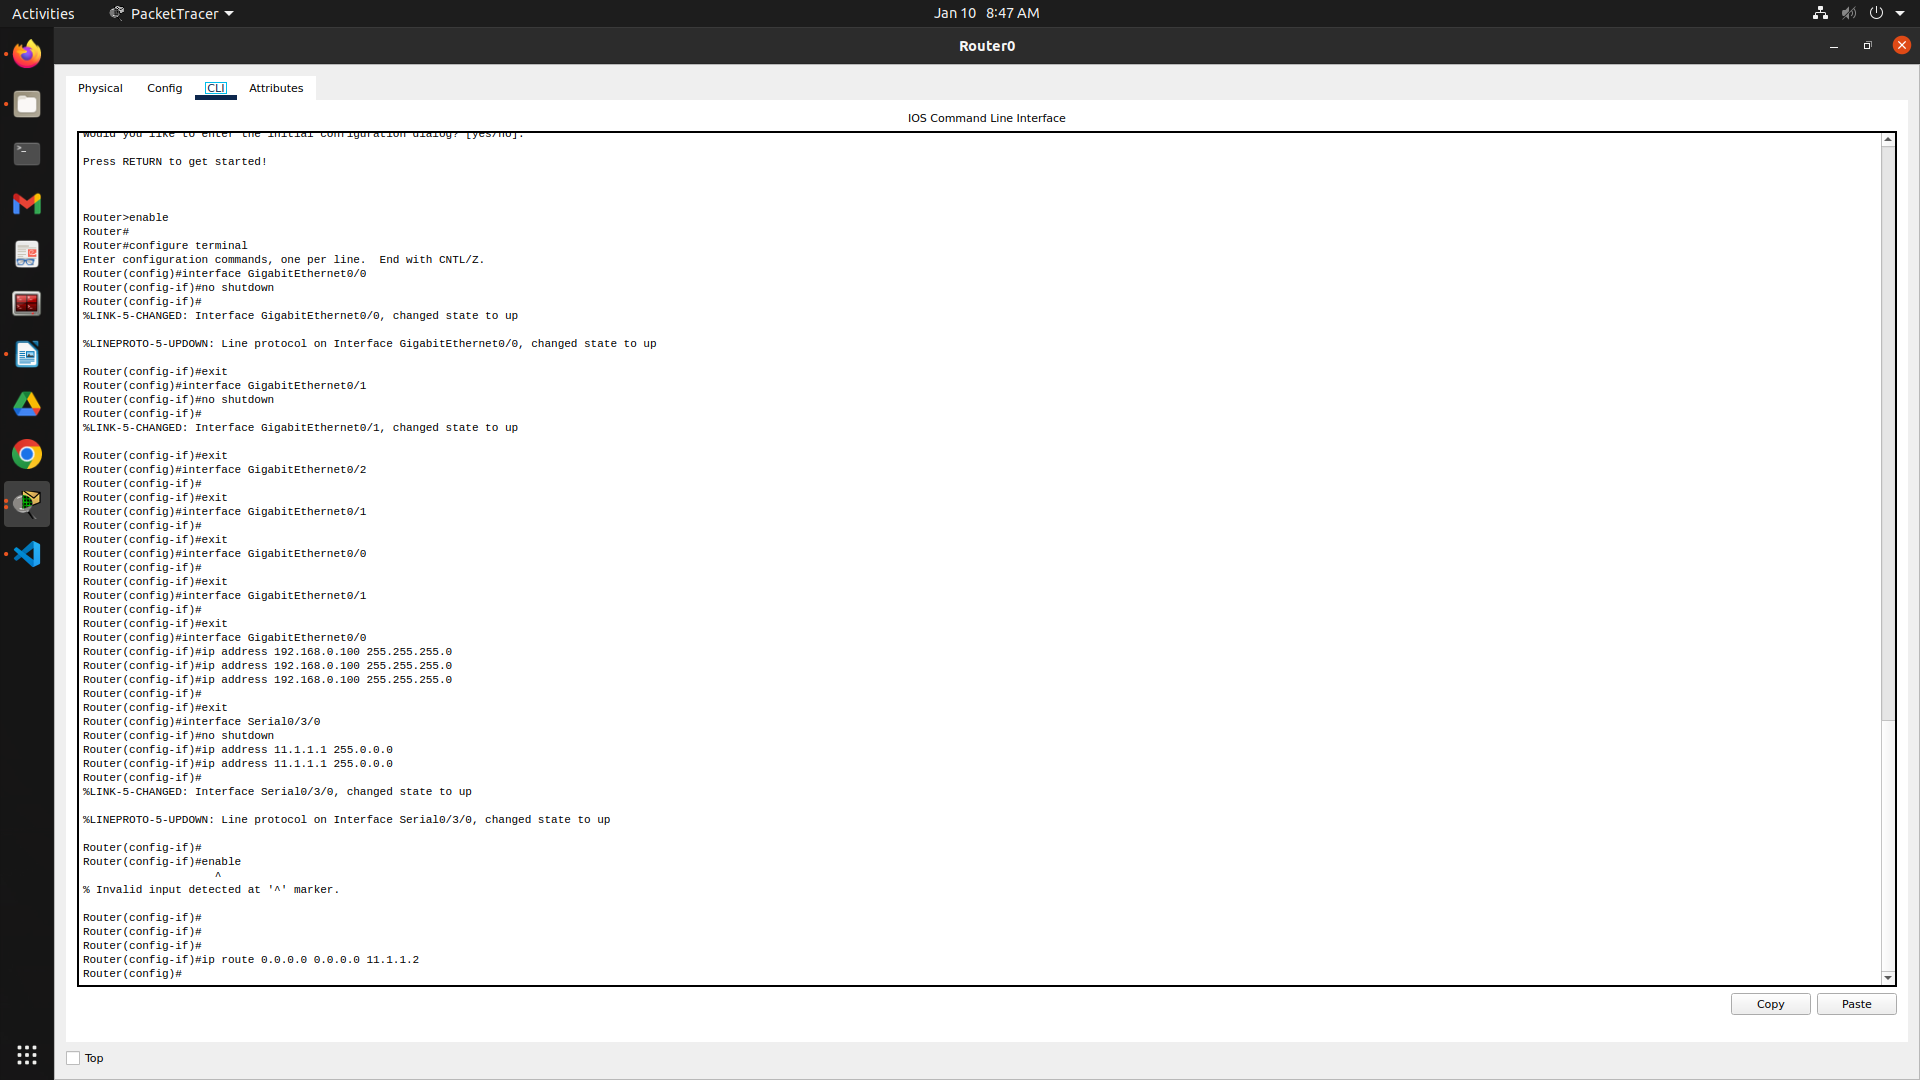 Activities
PacketTracer
Jan 10 8:47 AM
Router0
Physical
Config
CLI
Attributes
IOS Command Line Interface
Would you like to enter the initial configuration dialog? [yes/no]:
Press RETURN to get started!
Router>enable
Router#
Router#configure terminal
Enter configuration commands, one per line.  End with CNTL/Z.
Router(config)#interface GigabitEthernet0/0
Router(config-if)#no shutdown
Router(config-if)#
%LINK-5-CHANGED: Interface GigabitEthernet0/0, changed state to up
%LINEPROTO-5-UPDOWN: Line protocol on Interface GigabitEthernet0/0, changed state to up
Router(config-if)#exit
Router(config)#interface GigabitEthernet0/1
Router(config-if)#no shutdown
Router(config-if)#
%LINK-5-CHANGED: Interface GigabitEthernet0/1, changed state to up
Router(config-if)#exit
Router(config)#interface GigabitEthernet0/2
Router(config-if)#
Router(config-if)#exit
Router(config)#interface GigabitEthernet0/1
Router(config-if)#
Router(config-if)#exit
Router(config)#interface GigabitEthernet0/0
Router(config-if)#
Router(config-if)#exit
Router(config)#interface GigabitEthernet0/1
Router(config-if)#
Router(config-if)#exit
Router(config)#interface GigabitEthernet0/0
Router(config-if)#ip address 192.168.0.100 255.255.255.0
Router(config-if)#ip address 192.168.0.100 255.255.255.0
Router(config-if)#ip address 192.168.0.100 255.255.255.0
Router(config-if)#
Router(config-if)#exit
Router(config)#interface Serial0/3/0
Router(config-if)#no shutdown
Router(config-if)#ip address 11.1.1.1 255.0.0.0
Router(config-if)#ip address 11.1.1.1 255.0.0.0
Router(config-if)#
%LINK-5-CHANGED: Interface Serial0/3/0, changed state to up
%LINEPROTO-5-UPDOWN: Line protocol on Interface Serial0/3/0, changed state to up
Router(config-if)#
Router(config-if)#enable
^
% Invalid input detected at '^' marker.
Router(config-if)#
Router(config-if)#
Router(config-if)#
Router(config-if)#ip route 0.0.0.0 0.0.0.0 11.1.1.2
Router(config)#
Copy
Paste
Top